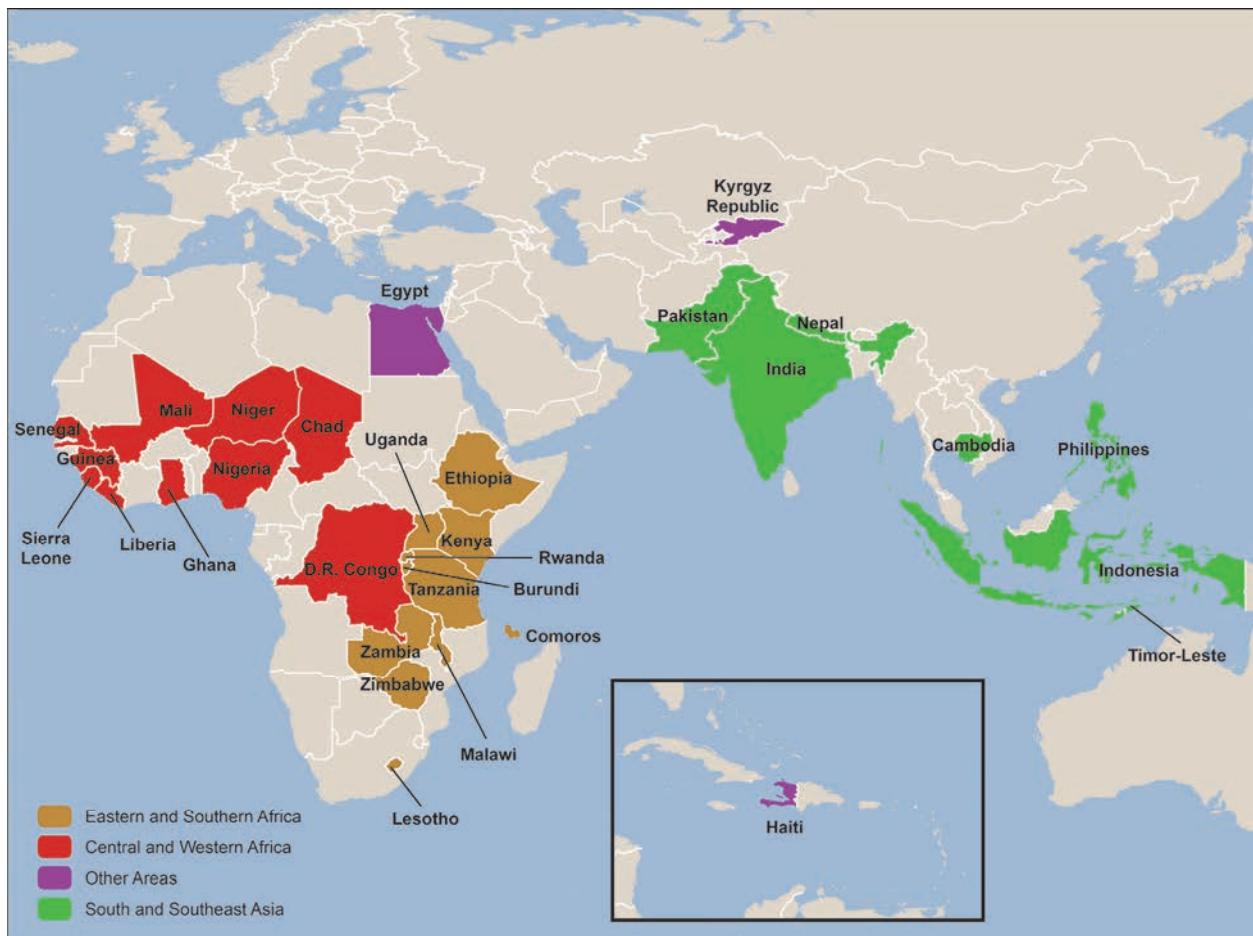 Kyrgyz
Republic
Egypt
Pakistan
Nepal
India
Mali
Niger
Chad
Senegal
Uganda
Cambodia
Philippines
Guinea
Nigeria
Ethiopia
Sierra
Leone
Liberia
Ghana
Kenya
Rwanda
D.R. Congo
Burundi
Tanzania
Indonesia
Comoros
Zambia
Timor-Leste
Zimbabwe
Malawi
Lesotho
Haiti
Eastern and Southern Africa
Central and Western Africa
Other Areas
South and Southeast Asia